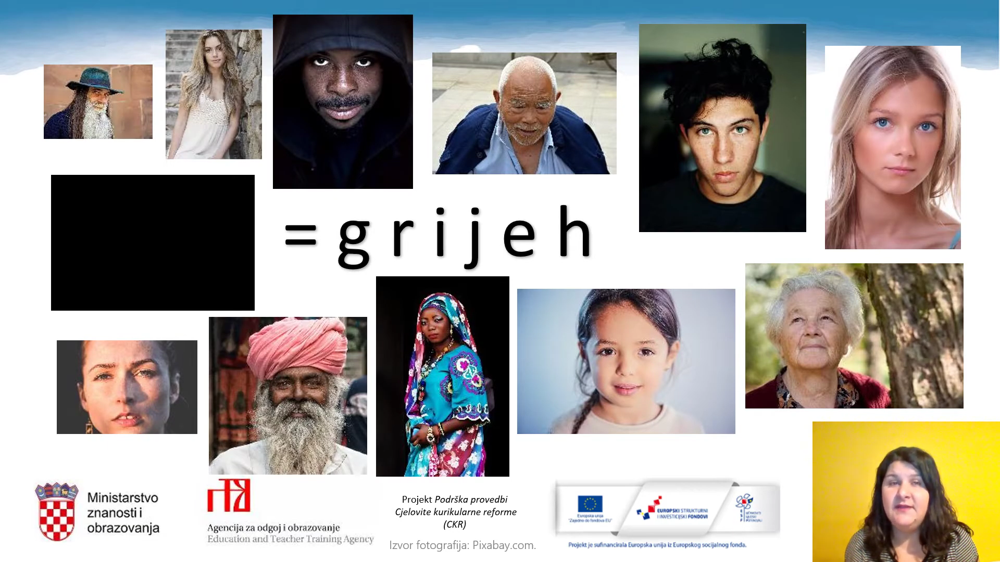 = g r i j e h
Ministarstvo
znanosti i
obrazovanja
Agencija za odgoj i obrazovanje
Education and Teacher Training Agency
Projekt Podrška provedbi
Cjelovite kurikularne reforme
(CKR)
Izvor fotografija: Pixabay.com.
Europska unija
"Zajedno do fondova EU"
EUROPSKI STRUKTURNI
I INVESTICIJSKI FONDOVI
Projekt je sufinancirala Europska unija iz Europskog socijalnog fonda.